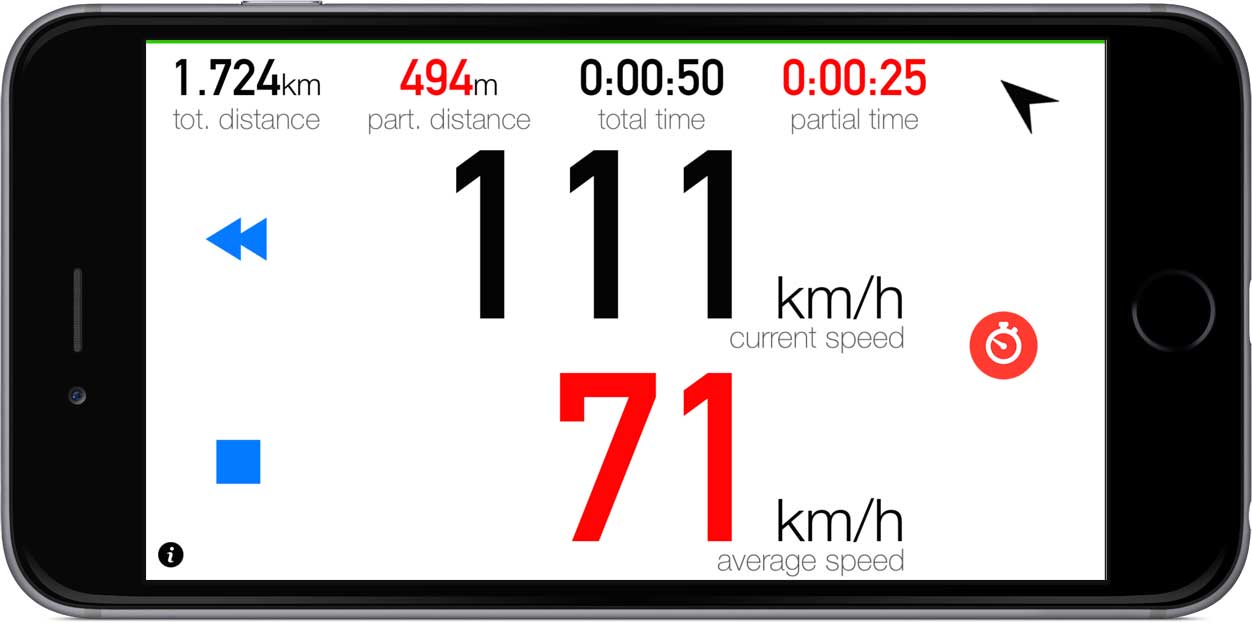 1.724km 494m 0:00:50 0:00:25
tot. distance part. distance total time partial time
111 km/h
current speed
71 km/h
average speed
i